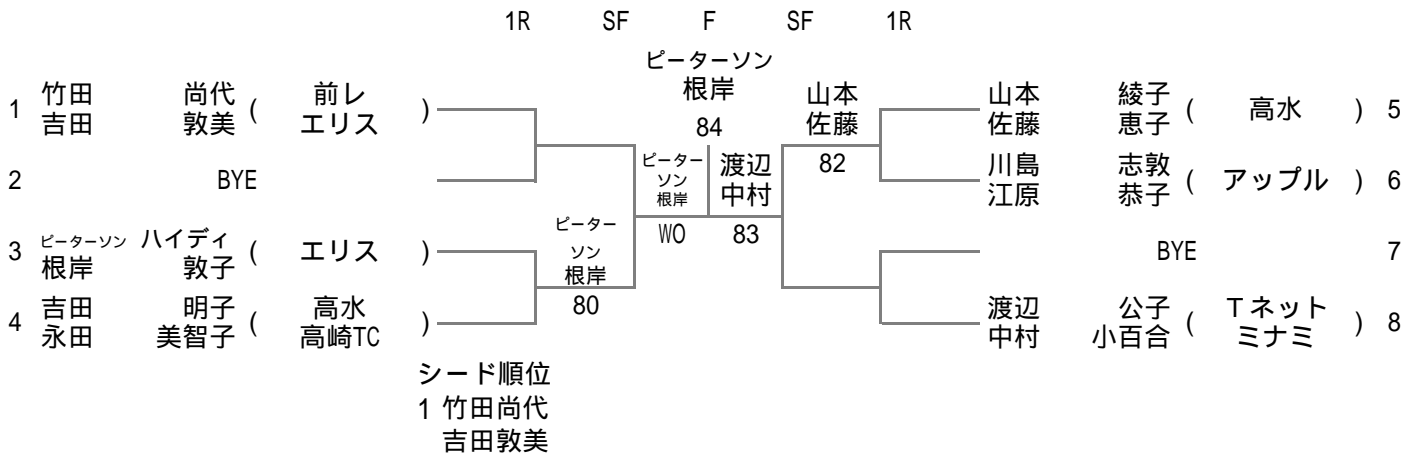 1R SF F SF 1R
ピーターソン
根岸
84
1 竹田 尚代 ( 前レ )
吉田 敦美 エリス
2 BYE
3 ピーターソン ハイディ ( エリス )
根岸 敦子
4 吉田 明子 ( 高水 )
永田 美智子 高崎TC
ピーター
ソン
根岸
80
ピーター
ソン
根岸
WO
渡辺
中村
83
山本
佐藤
82
山本 綾子 ( 高水 ) 5
佐藤 恵子
川島 志敦 ( アップル ) 6
江原 恭子
BYE 7
渡辺 公子 ( Tネット ) 8
中村 小百合 ミナミ
シード順位
1 竹田尚代
吉田敦美